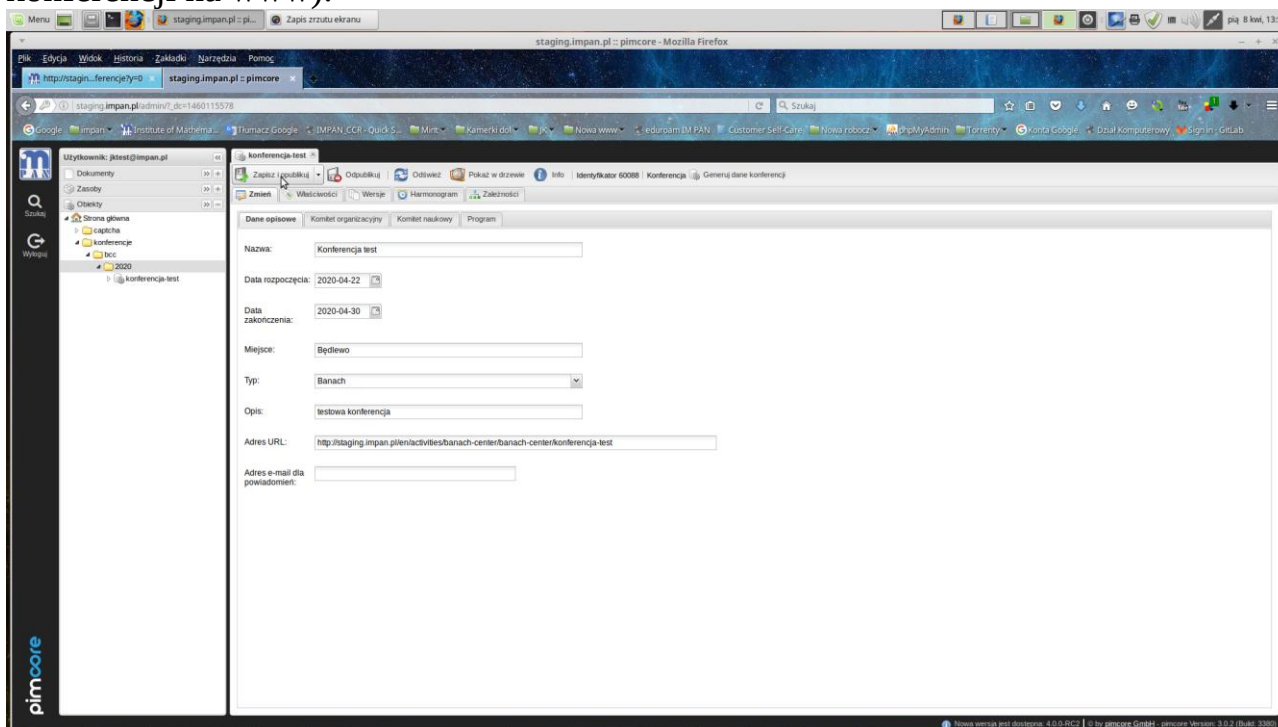 konferencji na WWW).
Menu staging.impan.pl :: pi... Zapis zrzutu ekranu pią 8 kwi, 13:
staging.impan.pl :: pimcore - Mozilla Firefox
Plik Edycja Widok Historia Zakładki Narzędzia Pomoc
http://stagin...ferencje?y=0 staging.impan.pl :: pimcore
staging.impan.pl/admin/?_dc=1460115578 Szukaj
Google impan Institute of Mathema... Tłumacz Google IMPAN_CCR - Quick S... Mint Kamerki dol Nowa www eduroam IM PAN Customer Self-Care Nowa robocz phpMyAdmin Torrenty Konta Google Dział Komputerowy Sign in · GitLab
Użytkownik: jktest@impan.pl
Dokumenty
Zasoby
Obiekty
Strona główna
captcha
konferencje
bcc
2020
konferencja-test
Szukaj
Wyloguj
konferencja-test
Zapisz i opublikuj Odpublikuj Odśwież Pokaż w drzewie Info Identyfikator 60088 Konferencja Generuj dane konferencji
Zmień Właściwości Wersje Harmonogram Zależności
Dane opisowe Komitet organizacyjny Komitet naukowy Program
Nazwa: Konferencja test
Data rozpoczęcia: 2020-04-22
Data zakończenia: 2020-04-30
Miejsce: Będlewo
Typ: Banach
Opis: testowa konferencja
Adres URL: http://staging.impan.pl/en/activities/banach-center/banach-center/konferencja-test
Adres e-mail dla powiadomień:
pimcore
Nowa wersja jest dostępna: 4.0.0-RC2 | © by pimcore GmbH - pimcore Version: 3.0.2 (Build: 3380)